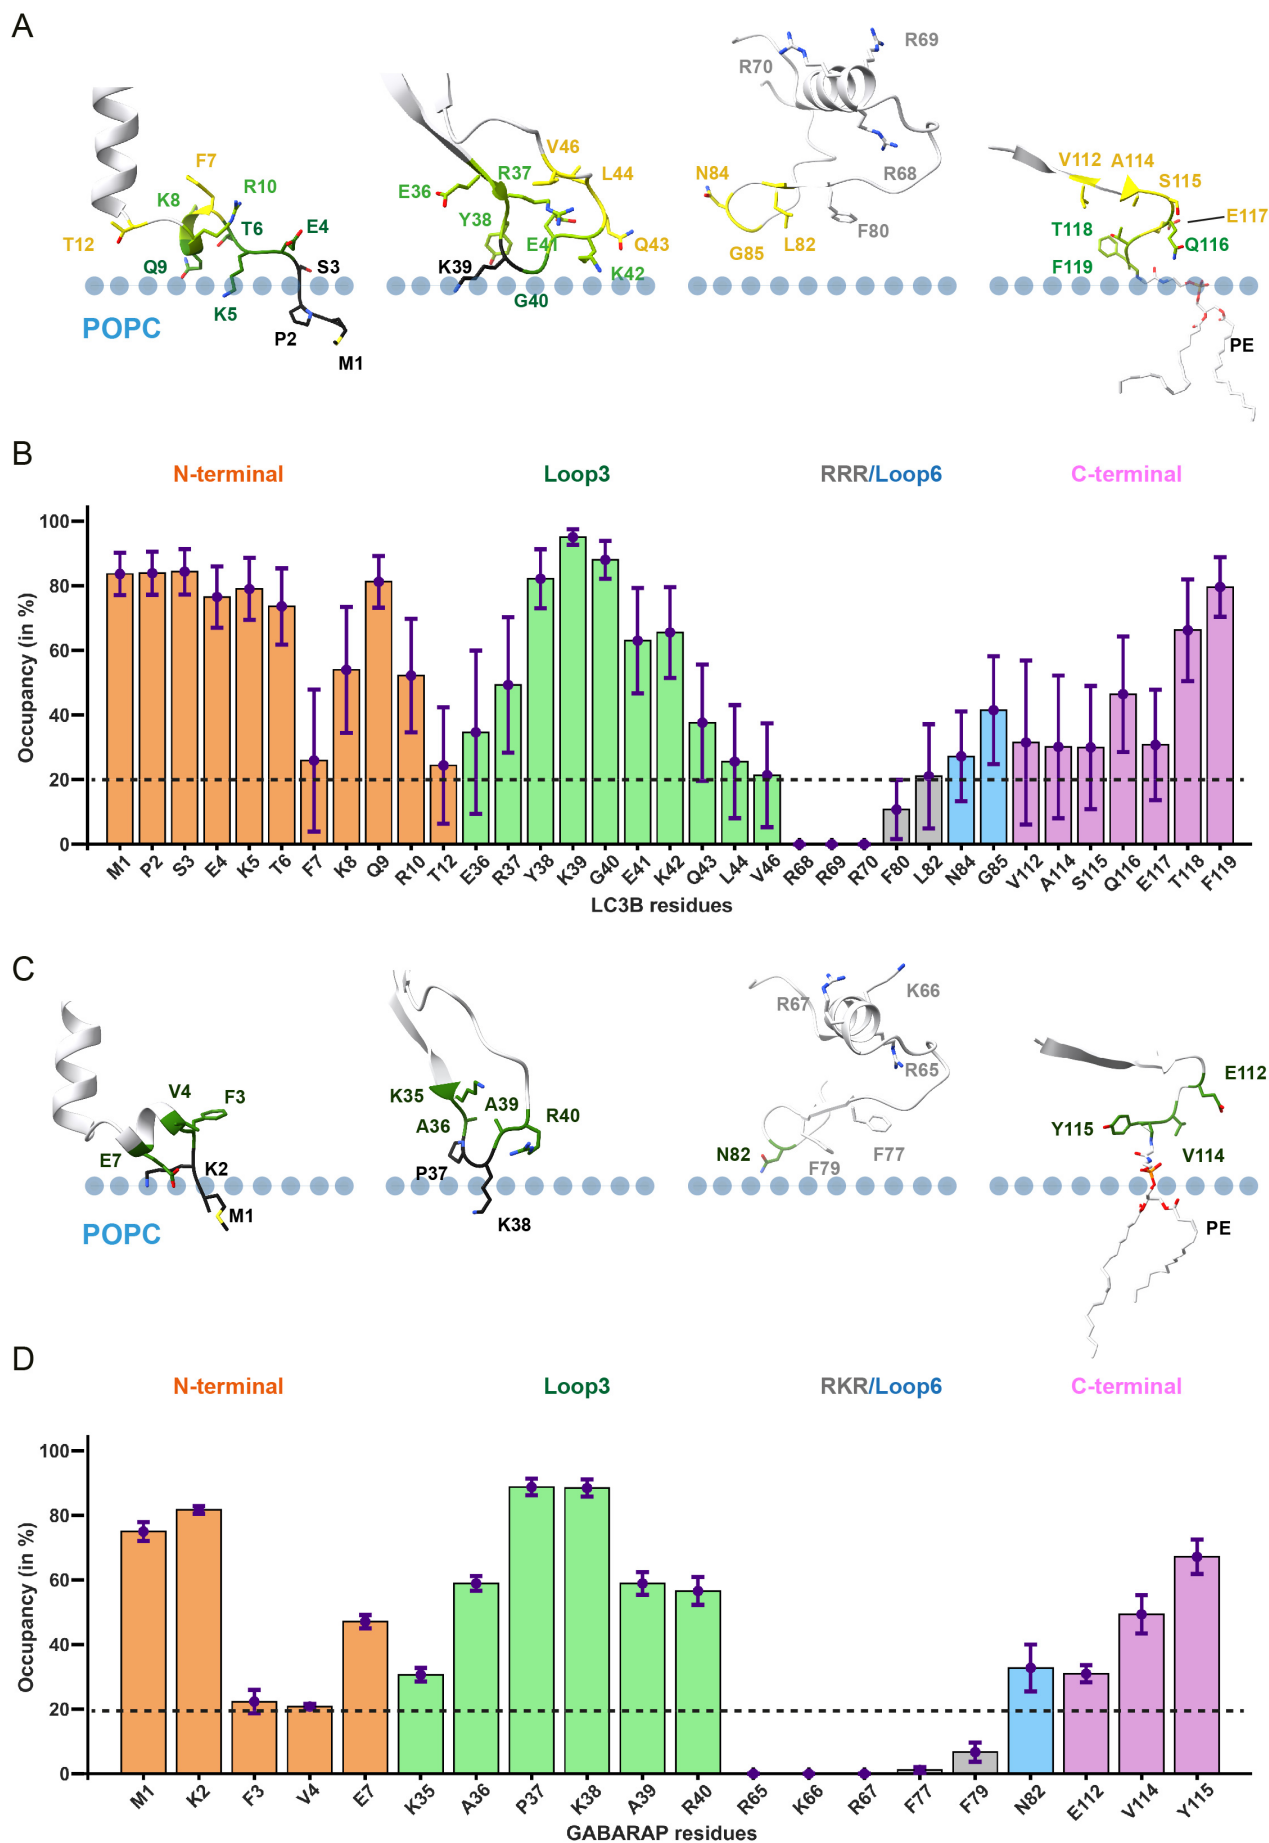 A
F7
K8
R10
T12
T6
E4
Q9
S3
K5
P2
M1
POPC
V46
R37
L44
E36
Y38
E41
Q43
K39
K42
G40
R69
R70
N84
R68
G85
L82
F80
V112
A114
S115
E117
T118
Q116
F119
PE
B
N-terminal
Loop3
RRR/Loop6
C-terminal
Occupancy (in %)
100
80
60
40
20
0
M1 P2 S3 E4 K5 T6 F7 K8 Q9 R10 T12 E36 R37 Y38 K39 G40 E41 K42 Q43 L44 V46 R68 R69 R70 F80 L82 N84 G85 V112 A114 S115 Q116 E117 T118 F119
LC3B residues
C
V4
F3
E7
K2
M1
POPC
K35
A39
A36
R40
P37
K38
R67
K66
R65
N82
F79
F77
E112
Y115
V114
PE
D
N-terminal
Loop3
RKR/Loop6
C-terminal
Occupancy (in %)
100
80
60
40
20
0
M1 K2 F3 V4 E7 K35 A36 P37 K38 A39 R40 R65 K66 R67 F77 F79 N82 E112 V114 Y115
GABARAP residues